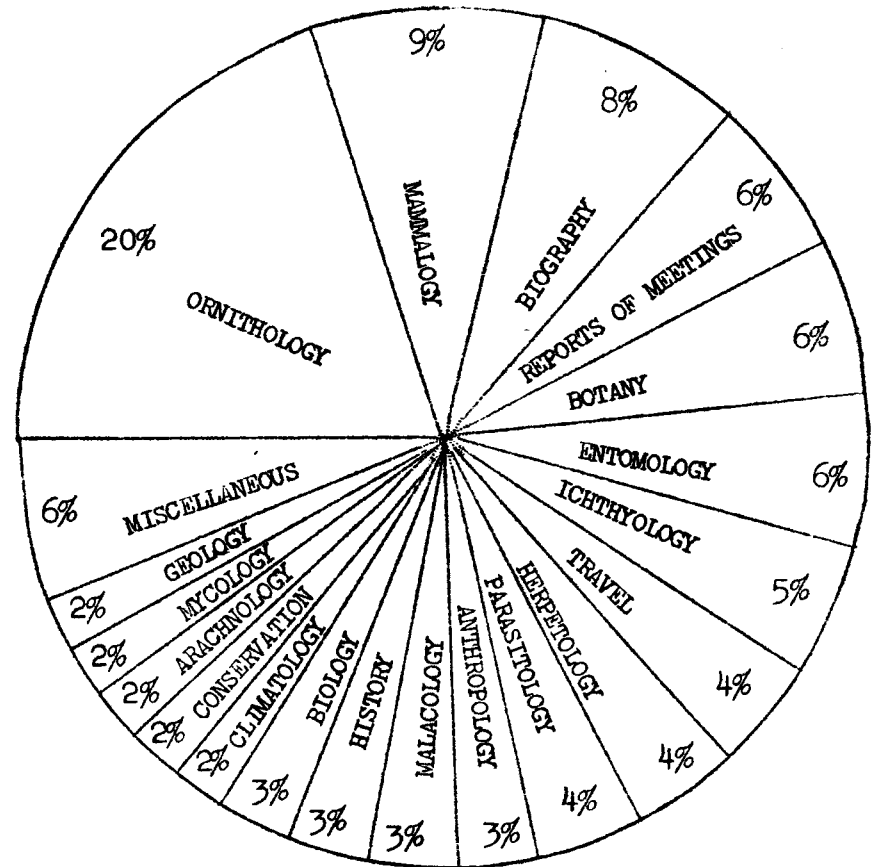 9%
MAMMALOGY
8%
BIOGRAPHY
6%
REPORTS OF MEETINGS
6%
BOTANY
6%
ENTOMOLOGY
5%
ICHTHYOLOGY
4%
TRAVEL
4%
HERPETOLOGY
4%
PARASITOLOGY
3%
ANTHROPOLOGY
3%
MALACOLOGY
3%
HISTORY
3%
BIOLOGY
2%
CLIMATOLOGY
2%
CONSERVATION
2%
ARACHNOLOGY
2%
MYCOLOGY
2%
GEOLOGY
6%
MISCELLANEOUS
20%
ORNITHOLOGY